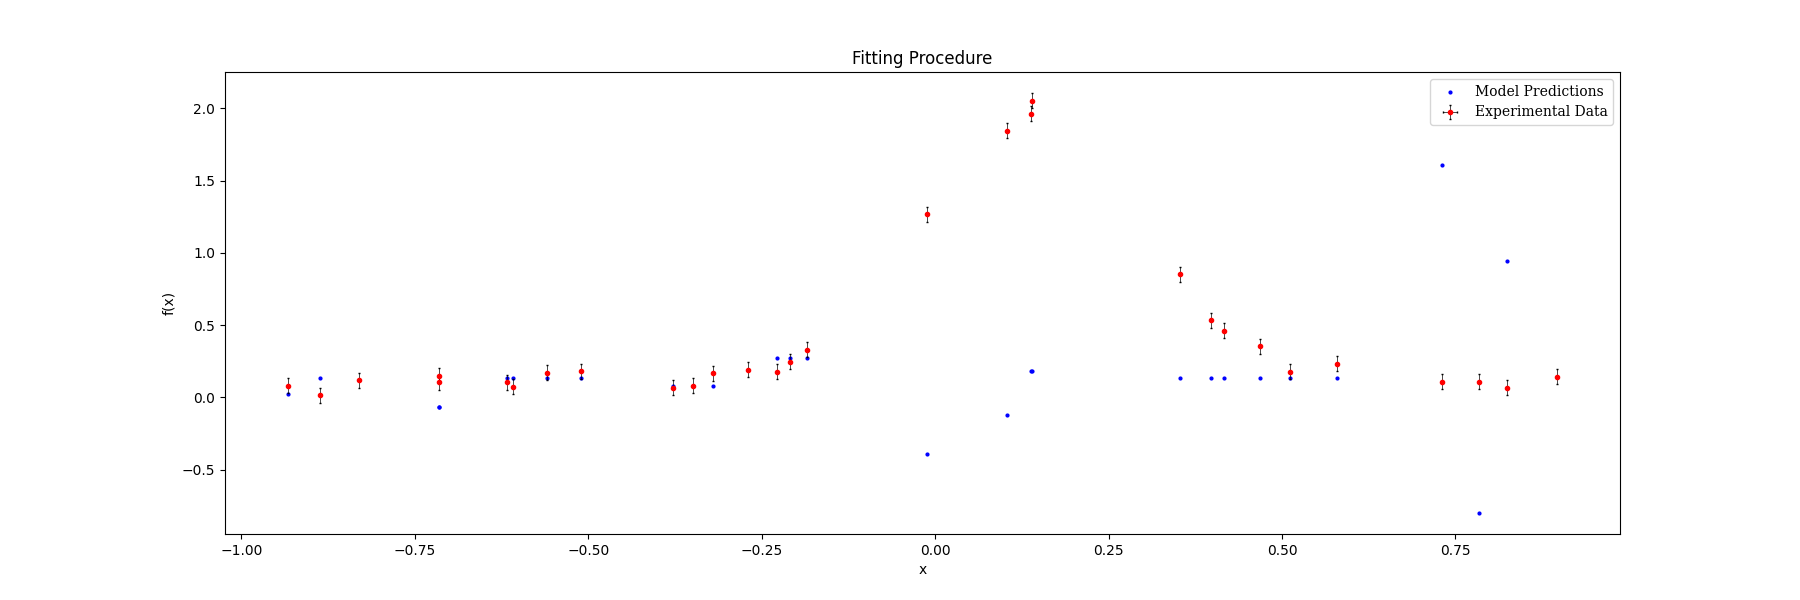 Fitting Procedure
Model Predictions
Experimental Data
f(x)
2.0
1.5
1.0
0.5
0.0
−0.5
−1.00 −0.75 −0.50 −0.25 0.00 0.25 0.50 0.75
x